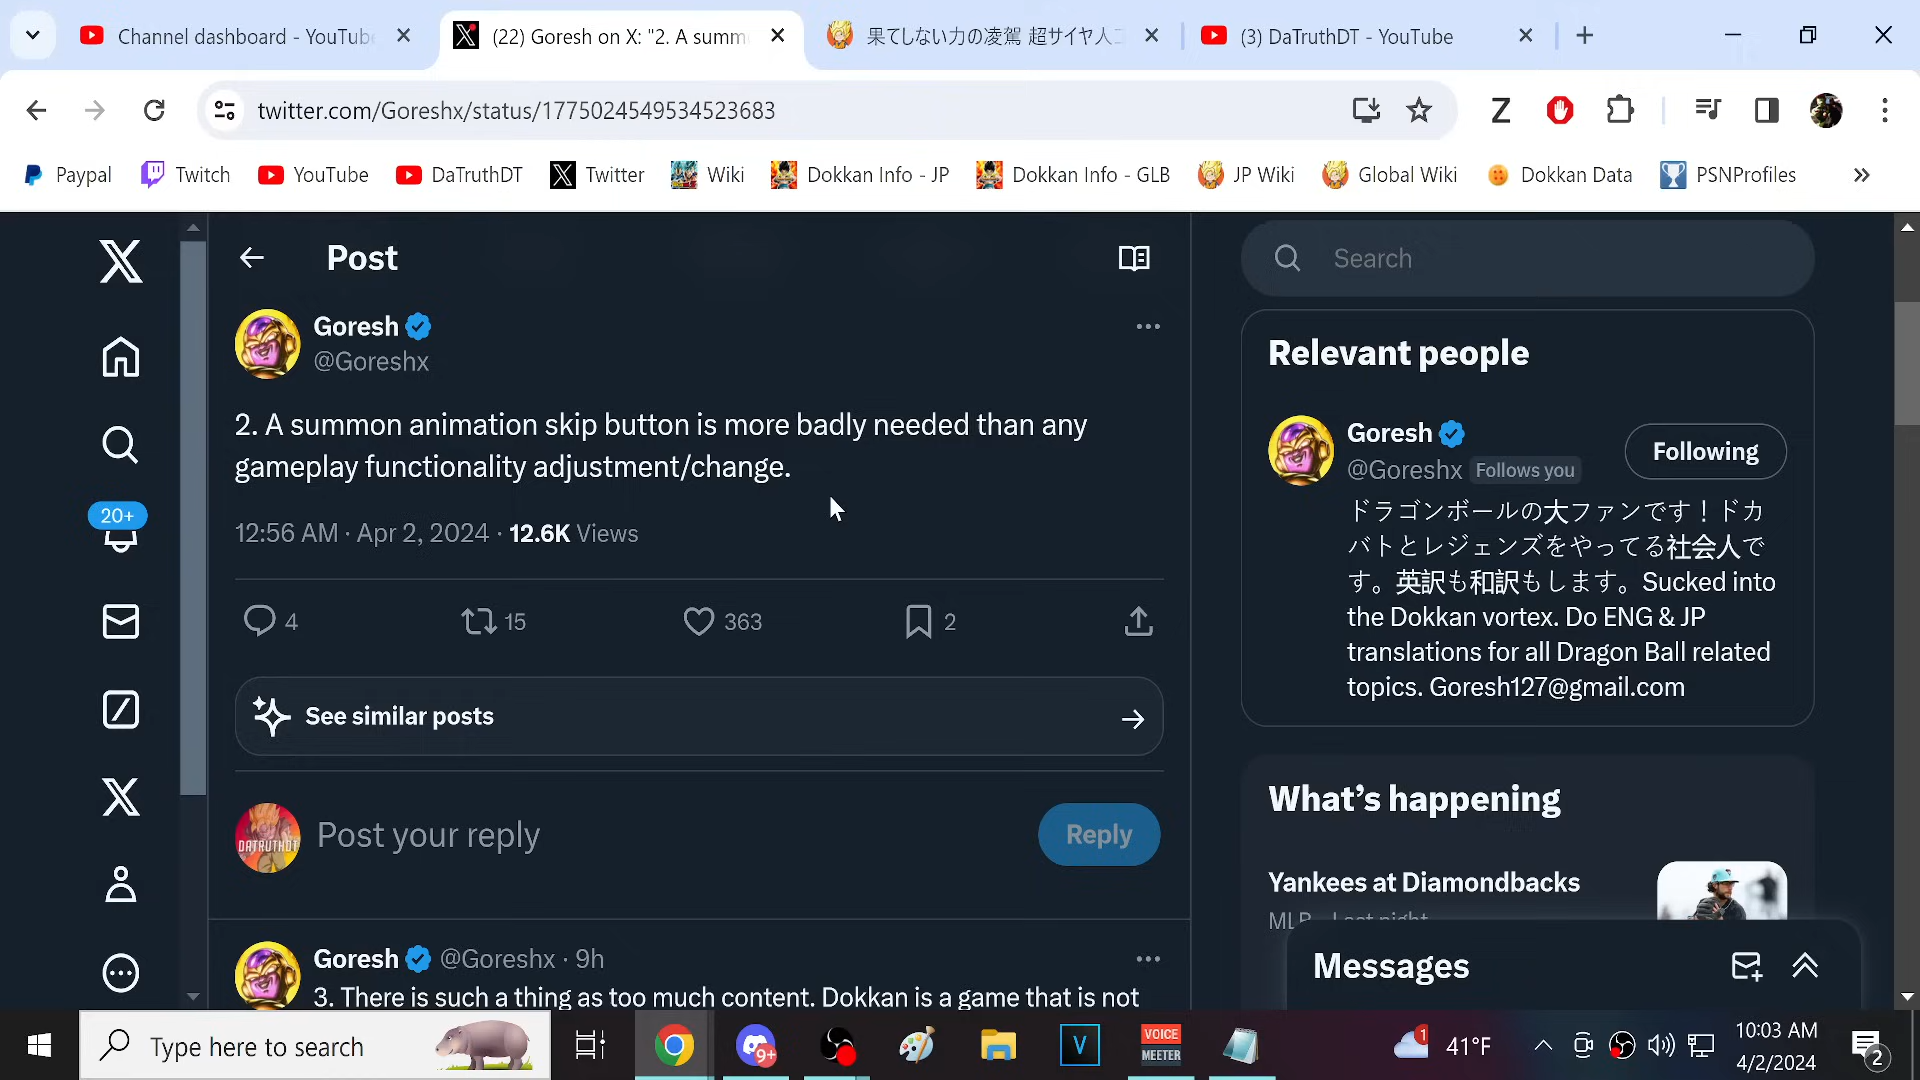 Channel dashboard - YouTube
(22) Goresh on X: "2. A summ
果てしない力の凌駕 超サイヤ人ゴ
(3) DaTruthDT - YouTube
twitter.com/Goreshx/status/1775024549534523683
Z
Paypal
Twitch
YouTube
DaTruthDT
Twitter
Wiki
Dokkan Info - JP
Dokkan Info - GLB
JP Wiki
Global Wiki
Dokkan Data
PSNProfiles
20+
Post
Goresh
@Goreshx
2. A summon animation skip button is more badly needed than any
gameplay functionality adjustment/change.
12:56 AM · Apr 2, 2024 · 12.6K Views
4
15
363
2
See similar posts
DATRUTHDT
Post your reply
Reply
Goresh @Goreshx · 9h
3. There is such a thing as too much content. Dokkan is a game that is not
Search
Relevant people
Goresh
@Goreshx Follows you
Following
ドラゴンボールの大ファンです！ドカ
バトとレジェンズをやってる社会人で
す。英訳も和訳もします。Sucked into
the Dokkan vortex. Do ENG & JP
translations for all Dragon Ball related
topics. Goresh127@gmail.com
What's happening
Yankees at Diamondbacks
MLB · Last night
Messages
Type here to search
9+
V
VOICE
MEETER
1
41°F
10:03 AM
4/2/2024
2